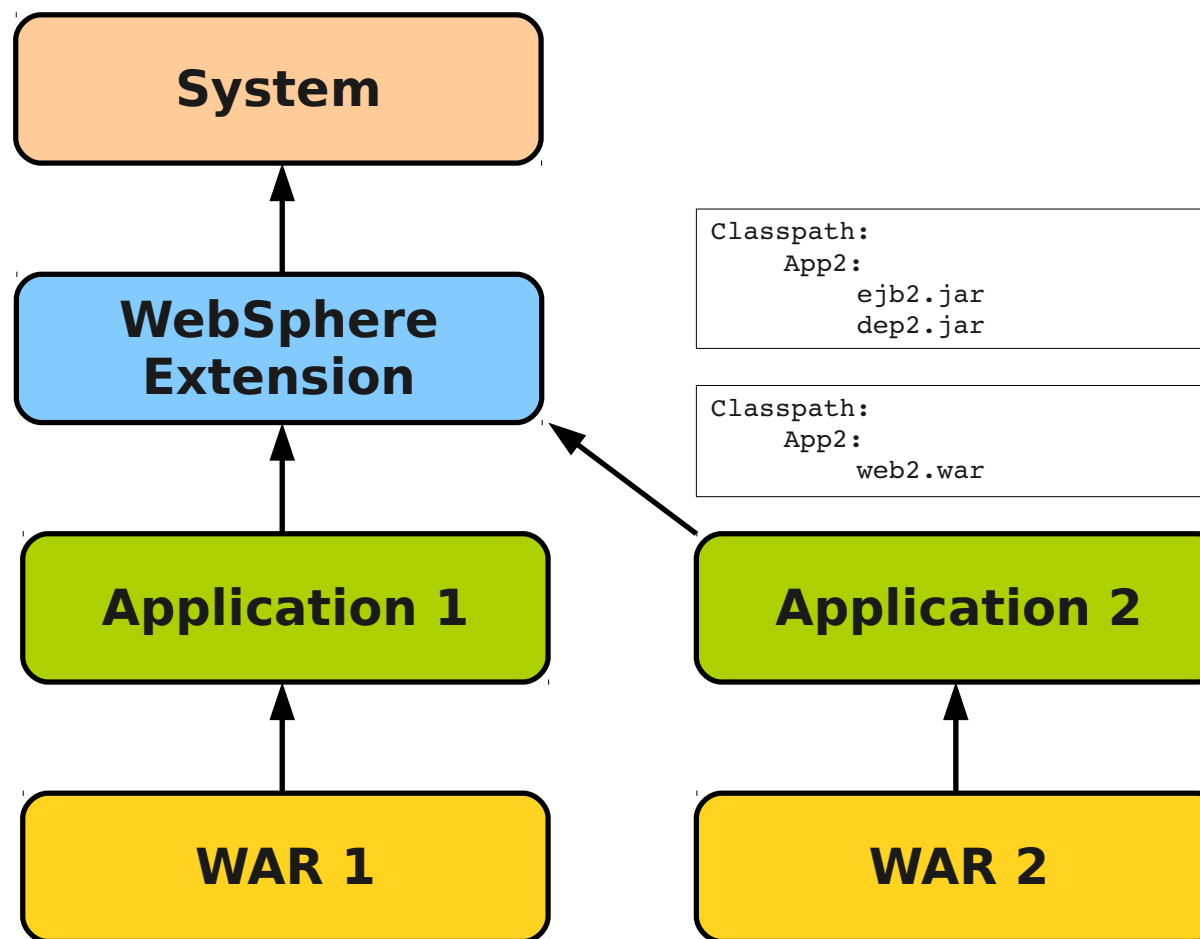 System
WebSphere
Extension
Classpath:
App2:
ejb2.jar
dep2.jar
Classpath:
App2:
web2.war
Application 1
Application 2
WAR 1
WAR 2